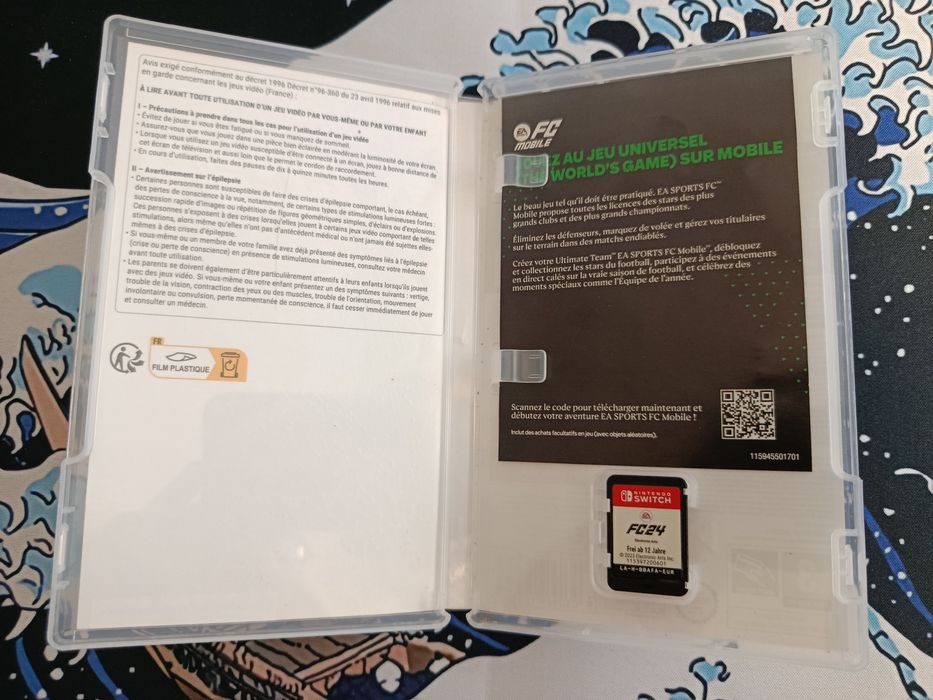 Avis exigé conformément au décret 1996 Décret n°96-360 du 23 avril 1996 relatif aux mises
en garde concernant les jeux vidéo (France) :
À LIRE AVANT TOUTE UTILISATION D'UN JEU VIDÉO PAR VOUS-MÊME OU PAR VOTRE ENFANT
I – Précautions à prendre dans tous les cas pour l'utilisation d'un jeu vidéo
• Évitez de jouer si vous êtes fatigué ou si vous manquez de sommeil.
• Assurez-vous que vous jouez dans une pièce bien éclairée en modérant la luminosité de votre écran
• Lorsque vous utilisez un jeu vidéo susceptible d'être connecté à un écran, jouez à bonne distance de
cet écran de télévision et aussi loin que le permet le cordon de raccordement.
• En cours d'utilisation, faites des pauses de dix à quinze minutes toutes les heures.
II – Avertissement sur l'épilepsie
• Certaines personnes sont susceptibles de faire des crises d'épilepsie comportant, le cas échéant,
des pertes de conscience à la vue, notamment, de certains types de stimulations lumineuses fortes :
succession rapide d'images ou répétition de figures géométriques simples, d'éclairs ou d'explosions.
Ces personnes s'exposent à des crises lorsqu'elles jouent à certains jeux vidéo comportant de telles
stimulations, alors même qu'elles n'ont pas d'antécédent médical ou n'ont jamais été sujettes elles-
mêmes à des crises d'épilepsie.
• Si vous-même ou un membre de votre famille avez déjà présenté des symptômes liés à l'épilepsie
(crise ou perte de conscience) en présence de stimulations lumineuses, consultez votre médecin
avant toute utilisation.
• Les parents se doivent également d'être particulièrement attentifs à leurs enfants lorsqu'ils jouent
avec des jeux vidéo. Si vous-même ou votre enfant présentez un des symptômes suivants : vertige,
trouble de la vision, contraction des yeux ou des muscles, trouble de l'orientation, mouvement
involontaire ou convulsion, perte momentanée de conscience, il faut cesser immédiatement de jouer
et consulter un médecin.
FR
FILM PLASTIQUE
EA SPORTS FC
MOBILE
AU JEU UNIVERSEL
WORLD'S GAME) SUR MOBILE
Le beau jeu tel qu'il doit être pratiqué. EA SPORTS FC™
Mobile propose toutes les licences des stars des plus
grands clubs et des plus grands championnats.
Éliminez les défenseurs, marquez de volée et gérez vos titulaires
sur le terrain dans des matchs endiablés.
Créez votre Ultimate Team™ EA SPORTS FC Mobile™, débloquez
et collectionnez les stars du football, participez à des événements
en direct calés sur la vraie saison de football, et célébrez des
moments spéciaux comme l'Équipe de l'année.
Scannez le code pour télécharger maintenant et
débutez votre aventure EA SPORTS FC Mobile !
Inclut des achats facultatifs en jeu (avec objets aléatoires).
115945501701
NINTENDO
SWITCH
EA
FC24
Electronic Arts
Frei ab 12 Jahre
© 2023 Electronic Arts Inc.
115397200601
LA-H-BBAFA-EUR